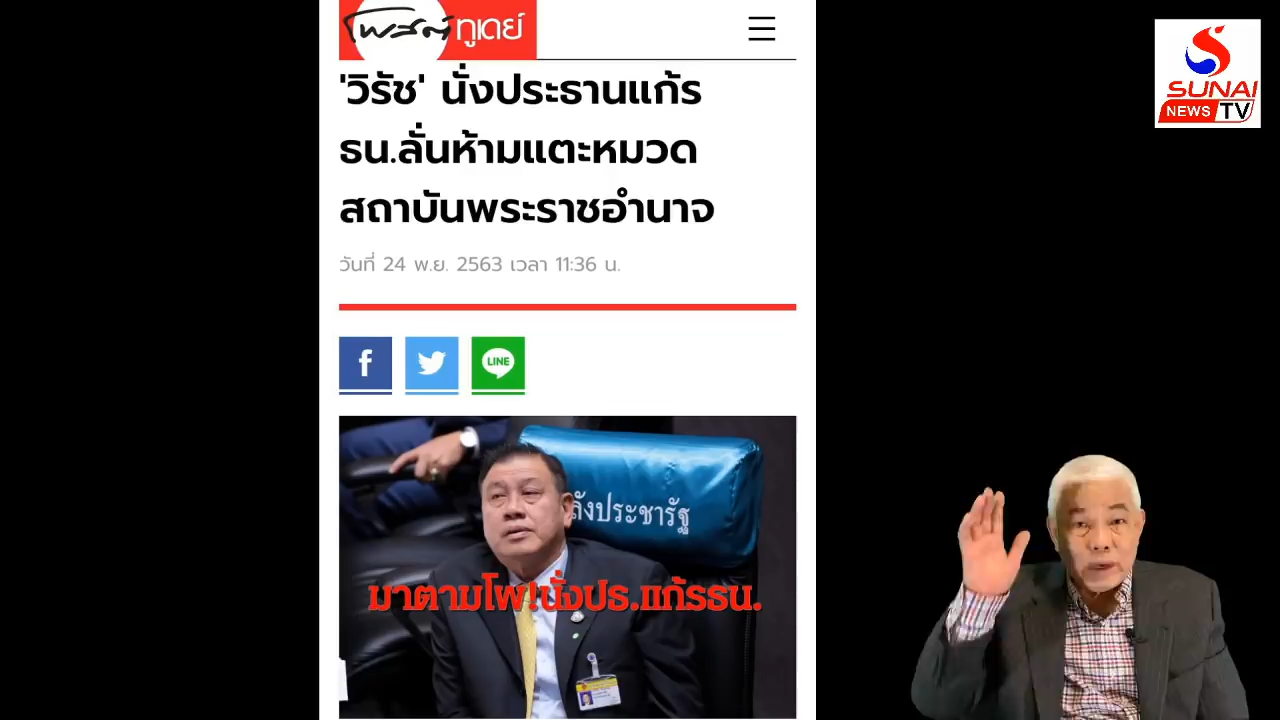 โพสต์ทูเดย์
'วิรัช' นั่งประธานแก้ร
ธน.ลั่นห้ามแตะหมวด
สถาบันพระราชอำนาจ
วันที่ 24 พ.ย. 2563 เวลา 11:36 น.
f
LINE
ลังประชารัฐ
มาตามโพ!นั่งปธ.แก้รธน.
SUNAI
NEWS TV